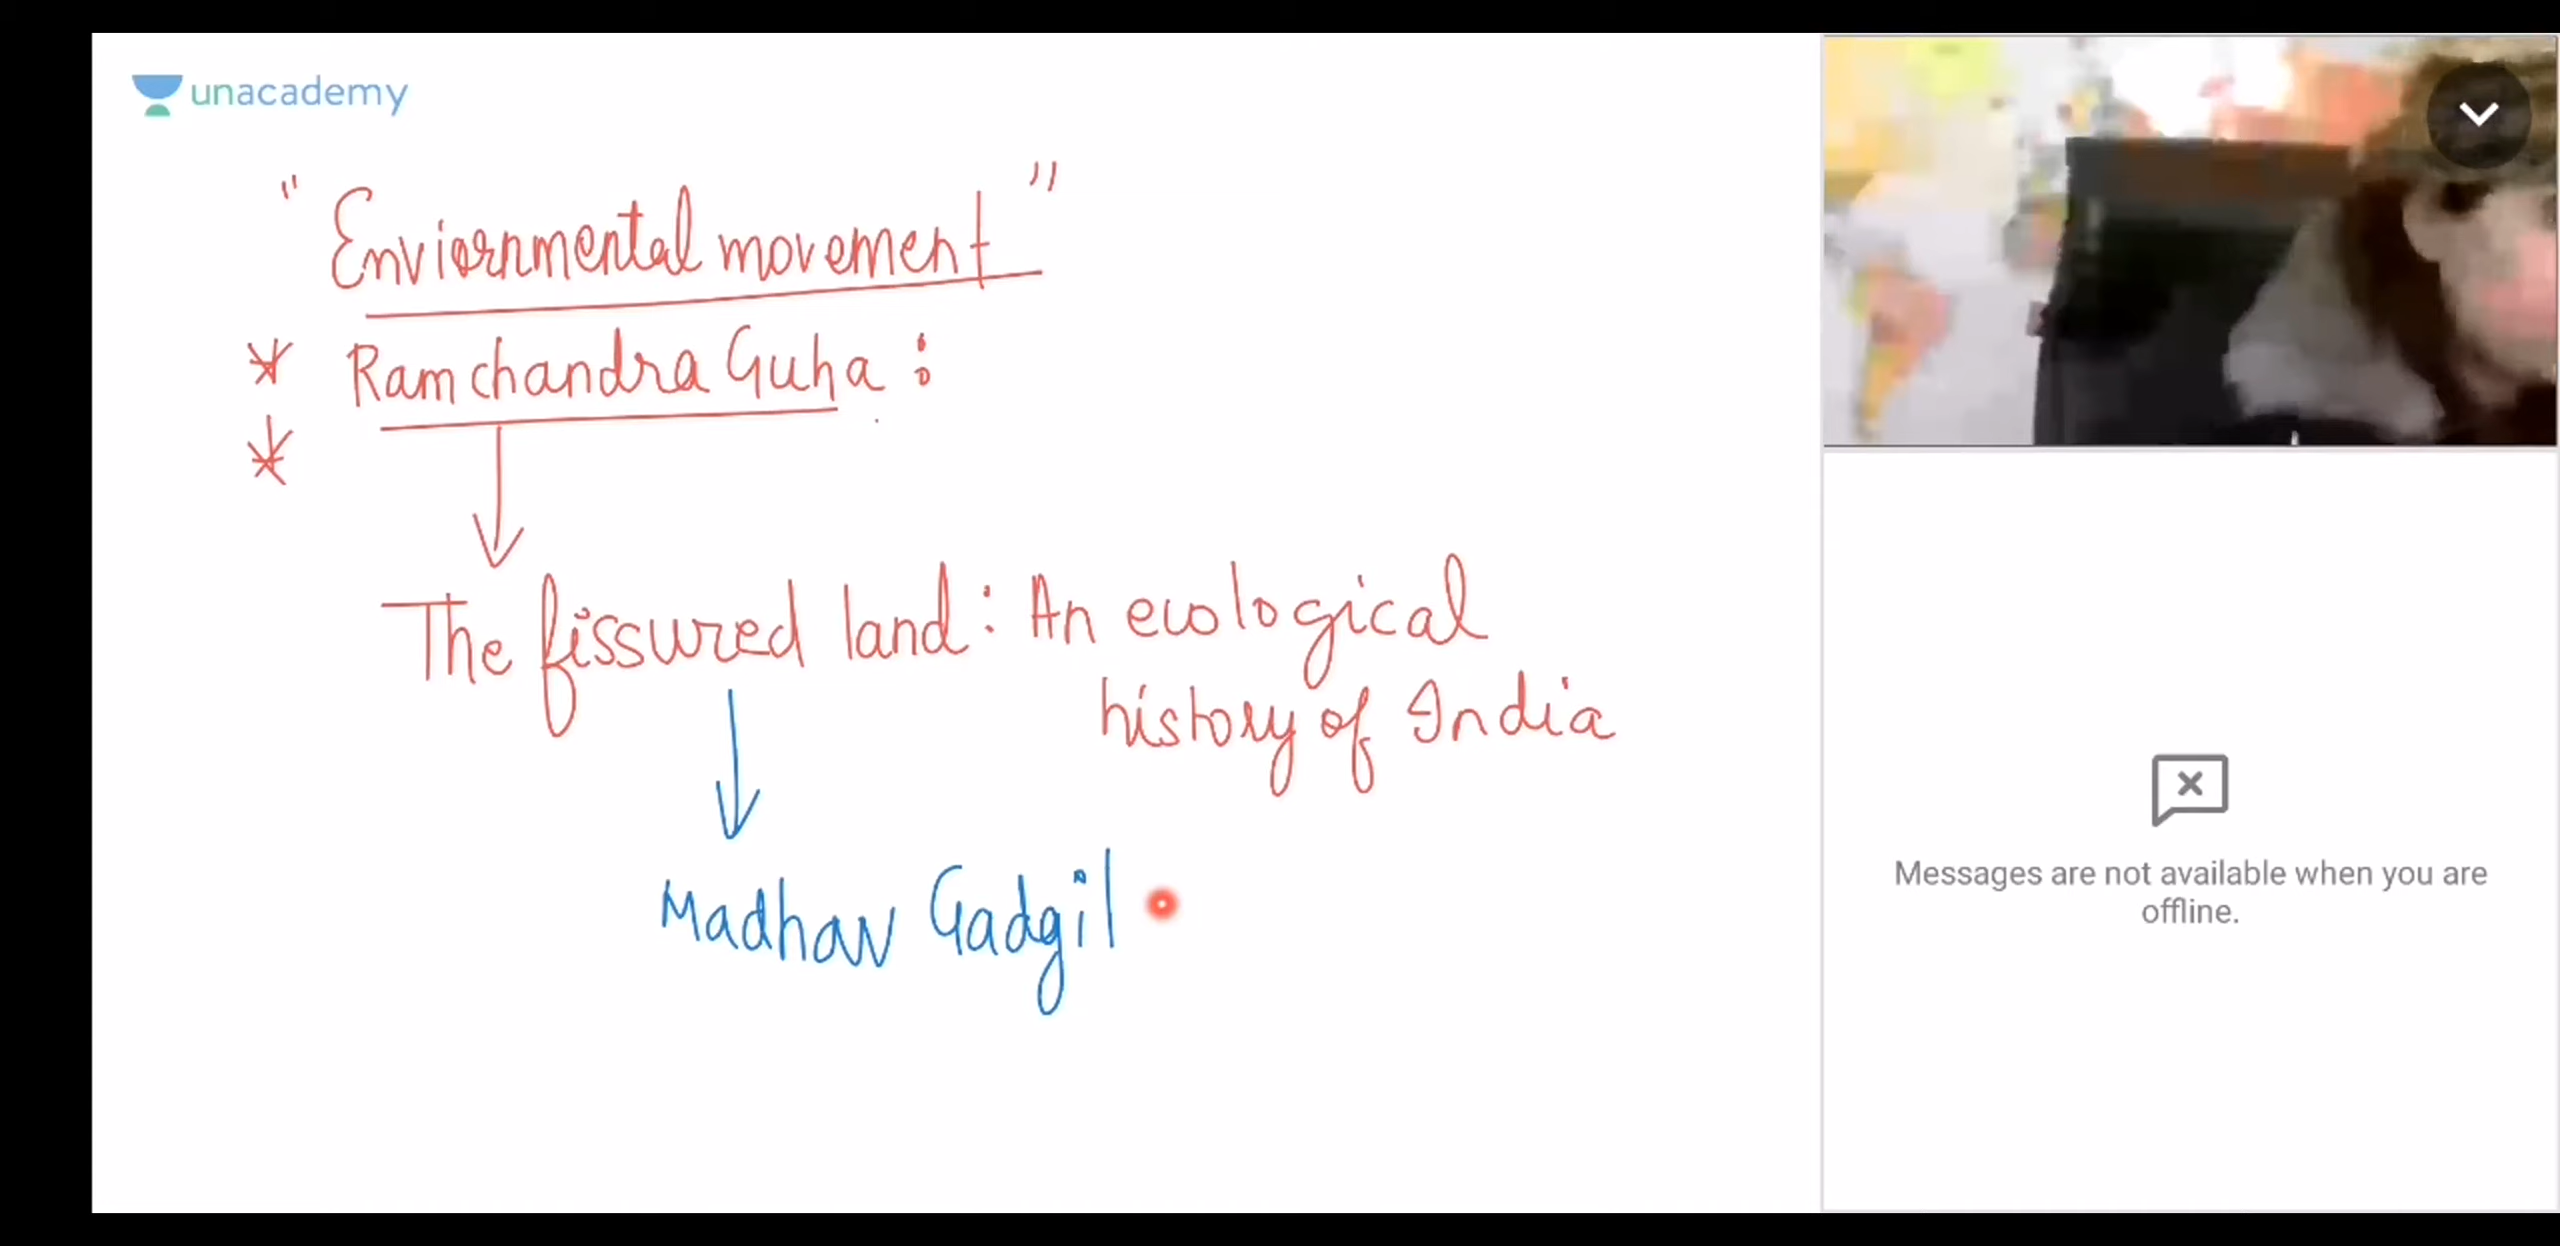 unacademy
" Enviornmental movement "
* Ramchandra Guha :
*
The fissured land : An ecological
history of India
Madhav Gadgil
Messages are not available when you are
offline.